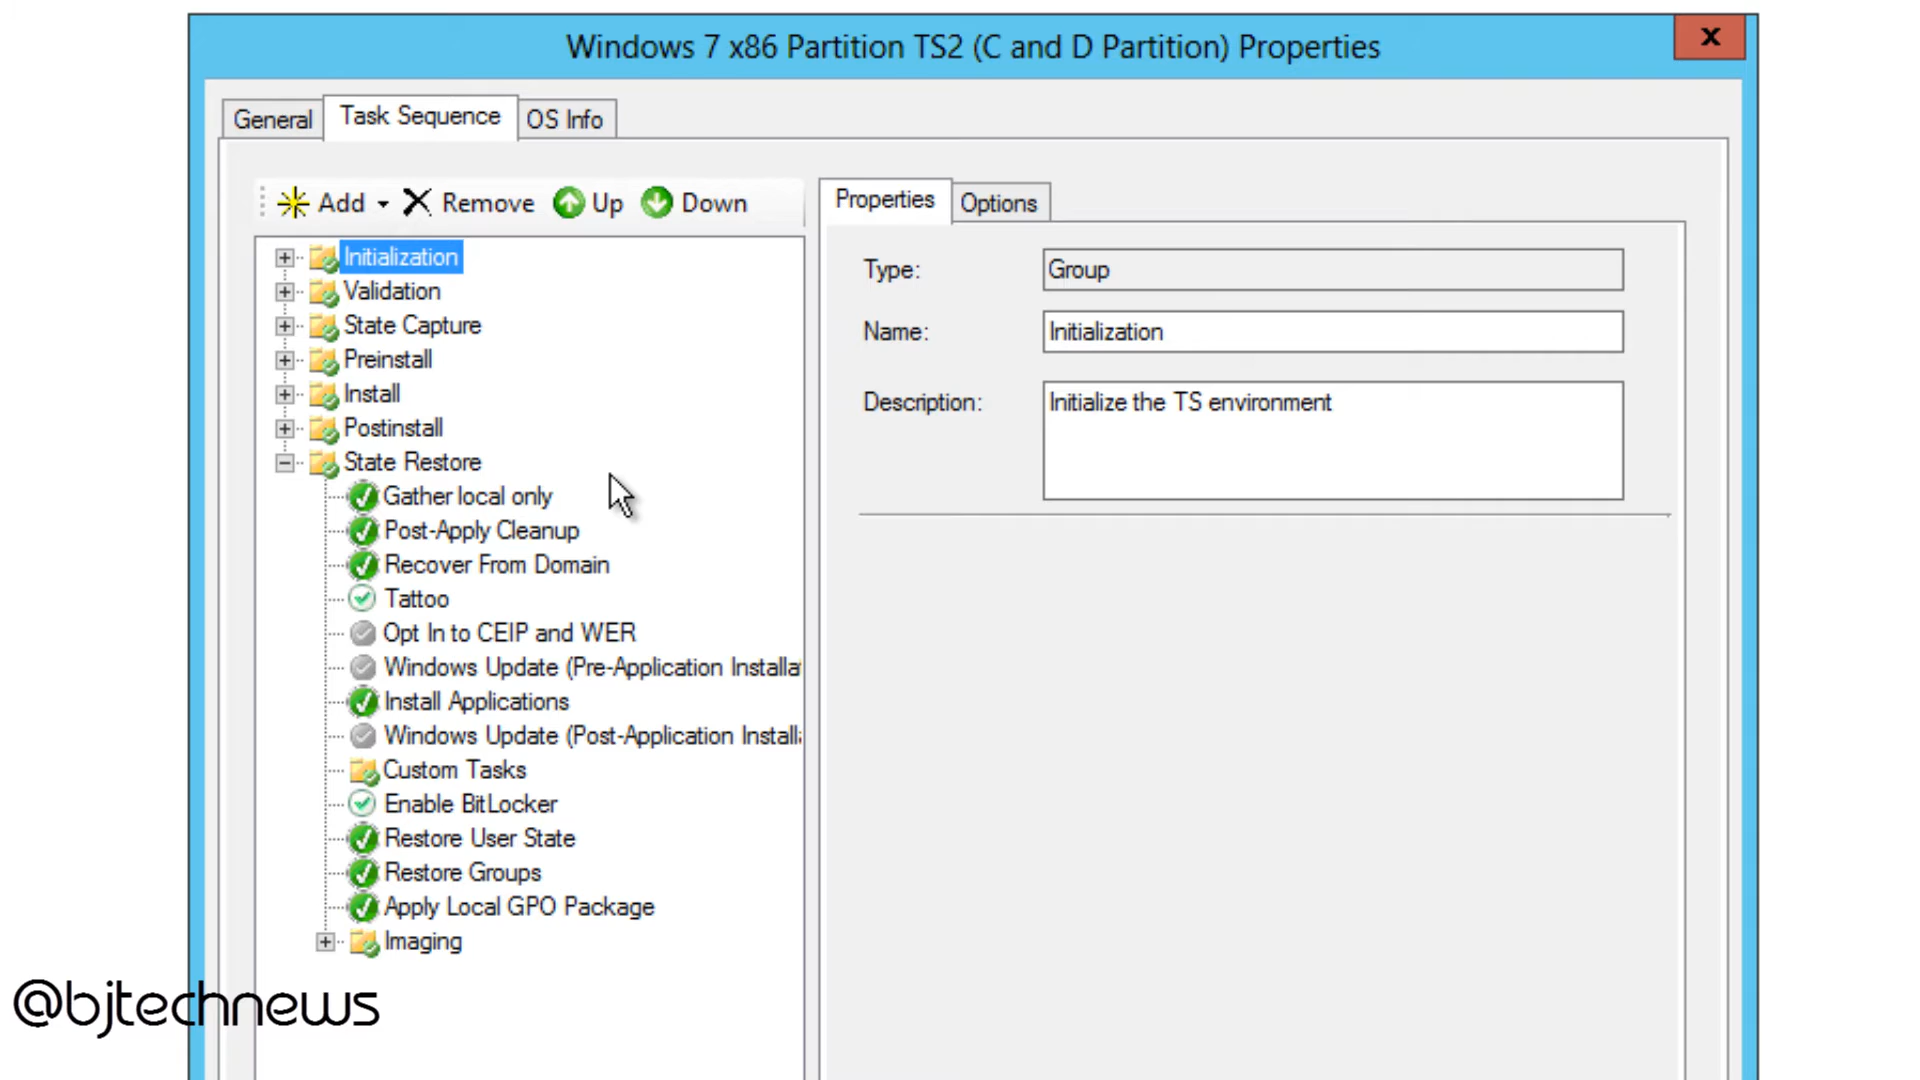 Windows 7 x86 Partition TS2 (C and D Partition) Properties
x
General
Task Sequence
OS Info
Add
Remove
Up
Down
Properties
Options
Initialization
Validation
State Capture
Preinstall
Install
Postinstall
State Restore
Gather local only
Post-Apply Cleanup
Recover From Domain
Tattoo
Opt In to CEIP and WER
Windows Update (Pre-Application Installa
Install Applications
Windows Update (Post-Application Install
Custom Tasks
Enable BitLocker
Restore User State
Restore Groups
Apply Local GPO Package
Imaging
Type:
Group
Name:
Initialization
Description:
Initialize the TS environment
@bjtechnews